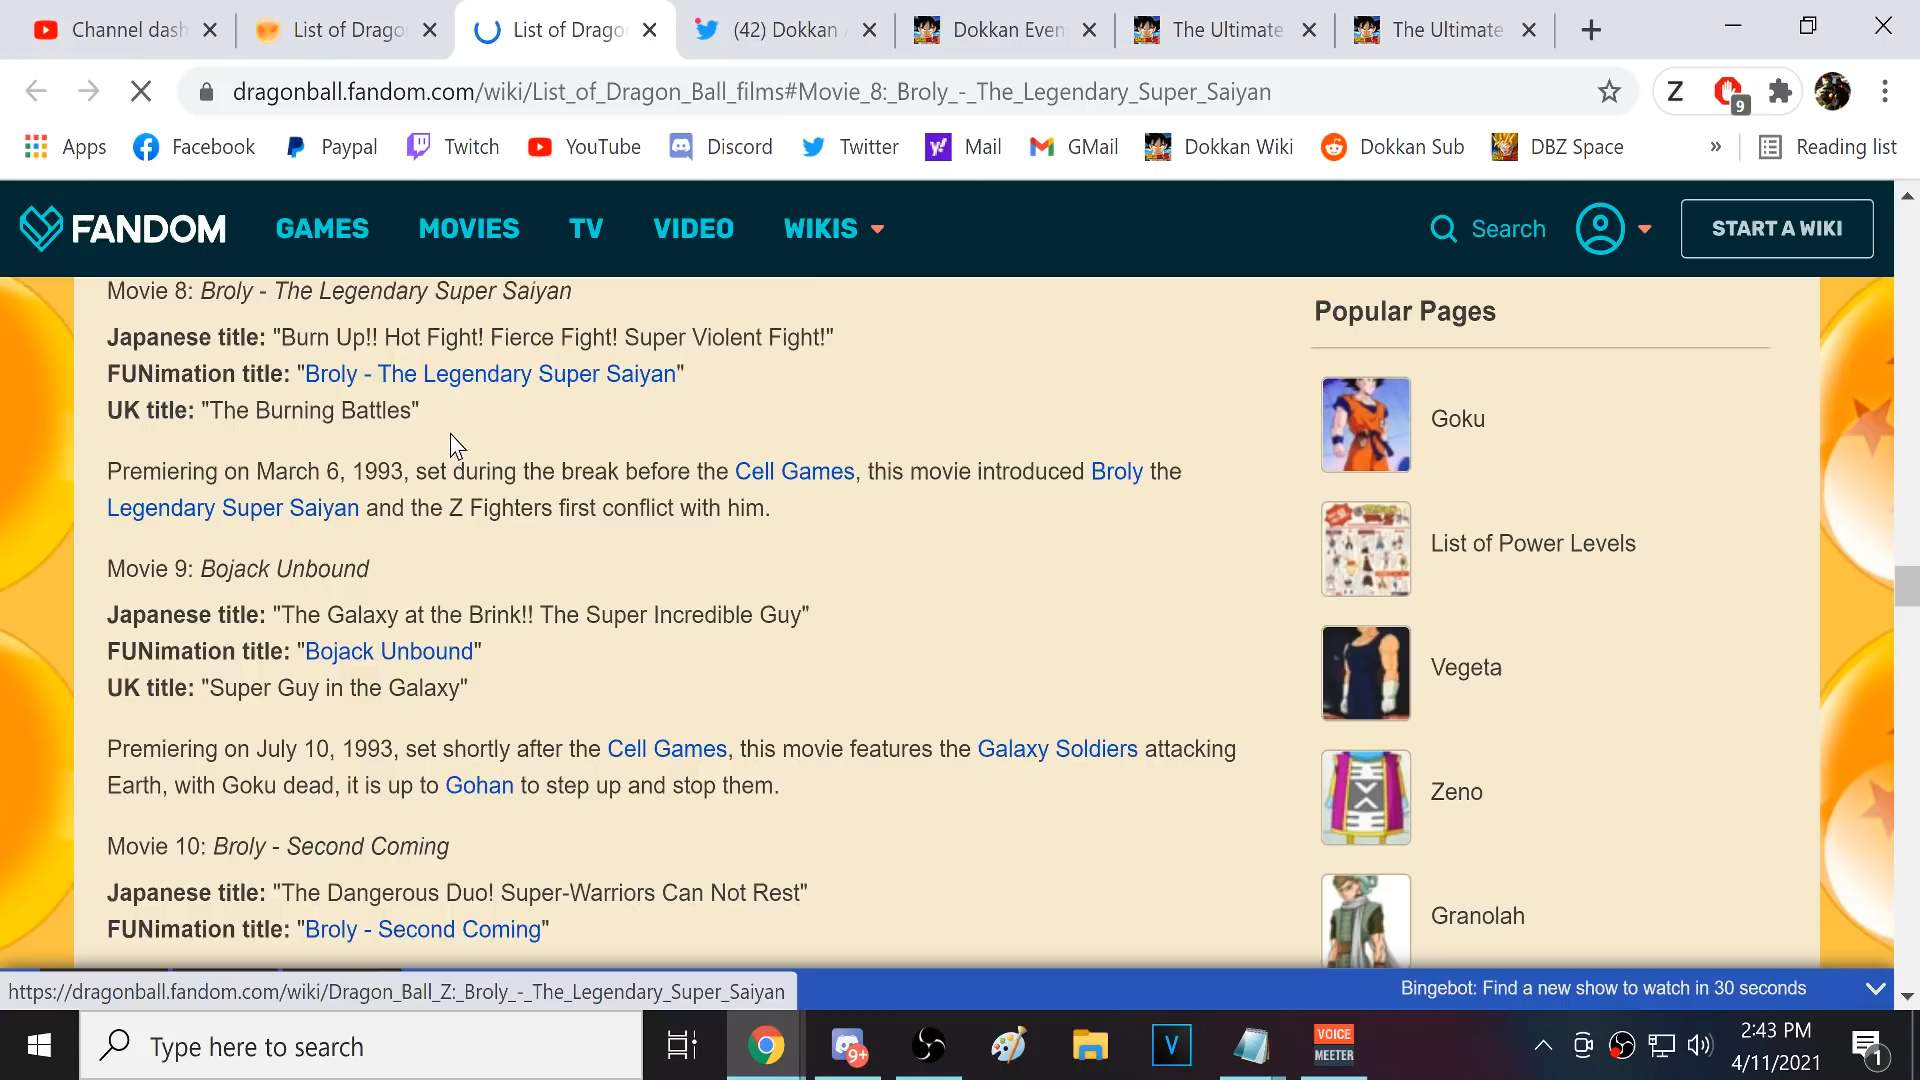 Channel dash
List of Drago
List of Drago
(42) Dokkan
Dokkan Even
The Ultimate
The Ultimate
dragonball.fandom.com/wiki/List_of_Dragon_Ball_films#Movie_8:_Broly_-_The_Legendary_Super_Saiyan
Z
9
Apps
Facebook
Paypal
Twitch
YouTube
Discord
Twitter
Mail
GMail
Dokkan Wiki
Dokkan Sub
DBZ Space
»
Reading list
FANDOM
GAMES
MOVIES
TV
VIDEO
WIKIS
Search
START A WIKI
Movie 8: Broly - The Legendary Super Saiyan
Japanese title: "Burn Up!! Hot Fight! Fierce Fight! Super Violent Fight!"
FUNimation title: "Broly - The Legendary Super Saiyan"
UK title: "The Burning Battles"
Premiering on March 6, 1993, set during the break before the Cell Games, this movie introduced Broly the
Legendary Super Saiyan and the Z Fighters first conflict with him.
Movie 9: Bojack Unbound
Japanese title: "The Galaxy at the Brink!! The Super Incredible Guy"
FUNimation title: "Bojack Unbound"
UK title: "Super Guy in the Galaxy"
Premiering on July 10, 1993, set shortly after the Cell Games, this movie features the Galaxy Soldiers attacking
Earth, with Goku dead, it is up to Gohan to step up and stop them.
Movie 10: Broly - Second Coming
Japanese title: "The Dangerous Duo! Super-Warriors Can Not Rest"
FUNimation title: "Broly - Second Coming"
Popular Pages
Goku
List of Power Levels
Vegeta
Zeno
Granolah
https://dragonball.fandom.com/wiki/Dragon_Ball_Z:_Broly_-_The_Legendary_Super_Saiyan
Bingebot: Find a new show to watch in 30 seconds
Type here to search
9+
V
VOICE
MEETER
2:43 PM
4/11/2021
1